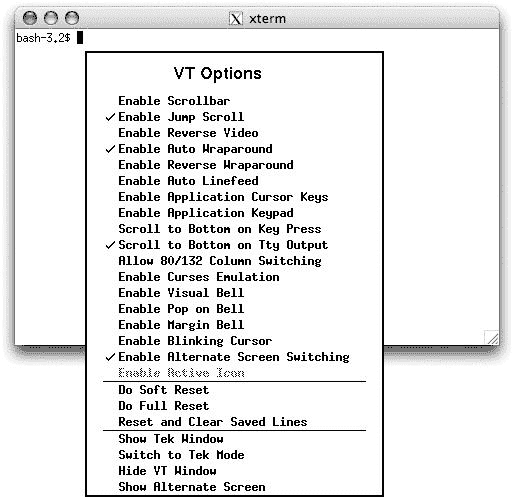 X xterm
bash-3.2$
VT Options
Enable Scrollbar
✓Enable Jump Scroll
Enable Reverse Video
✓Enable Auto Wraparound
Enable Reverse Wraparound
Enable Auto Linefeed
Enable Application Cursor Keys
Enable Application Keypad
Scroll to Bottom on Key Press
✓Scroll to Bottom on Tty Output
Allow 80/132 Column Switching
Enable Curses Emulation
Enable Visual Bell
Enable Pop on Bell
Enable Margin Bell
Enable Blinking Cursor
✓Enable Alternate Screen Switching
Enable Active Icon
Do Soft Reset
Do Full Reset
Reset and Clear Saved Lines
Show Tek Window
Switch to Tek Mode
Hide VT Window
Show Alternate Screen